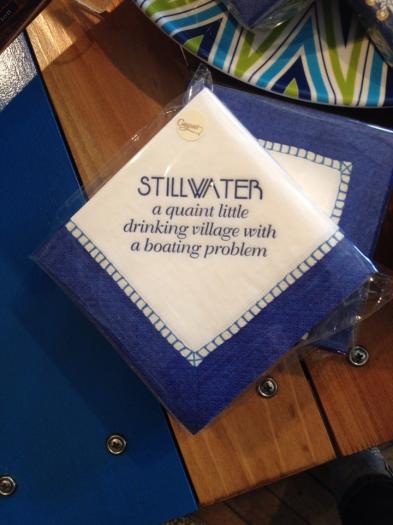 STILLWATER
a quaint little
drinking village with
a boating problem